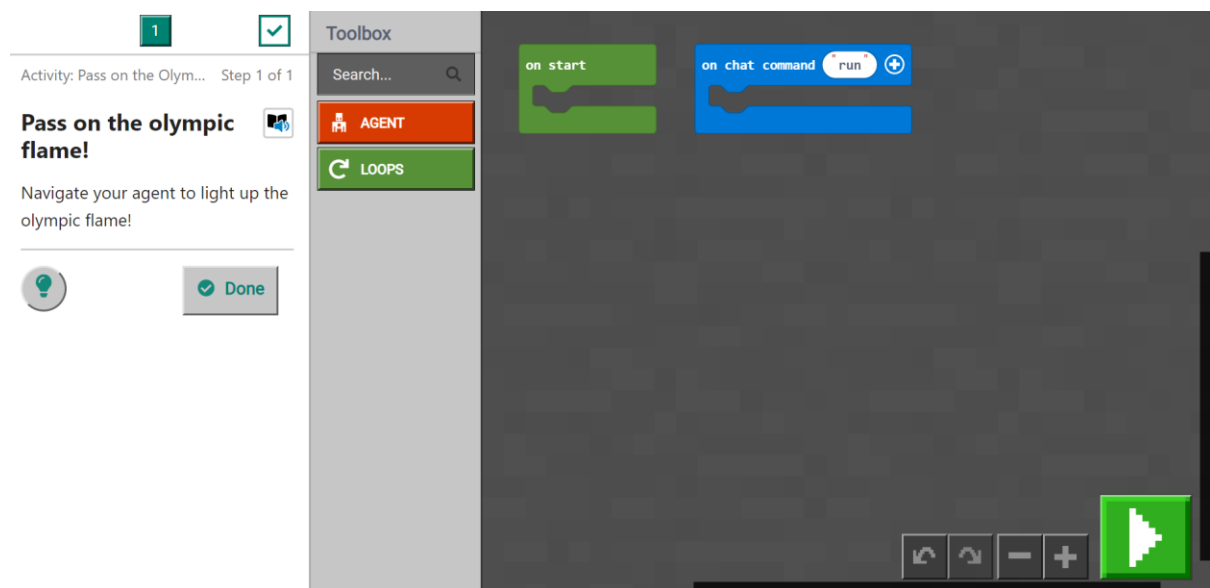 1
Activity: Pass on the Olym... Step 1 of 1
Pass on the olympic
flame!
Navigate your agent to light up the
olympic flame!
Done
Toolbox
Search...
AGENT
LOOPS
on start
on chat command "run"